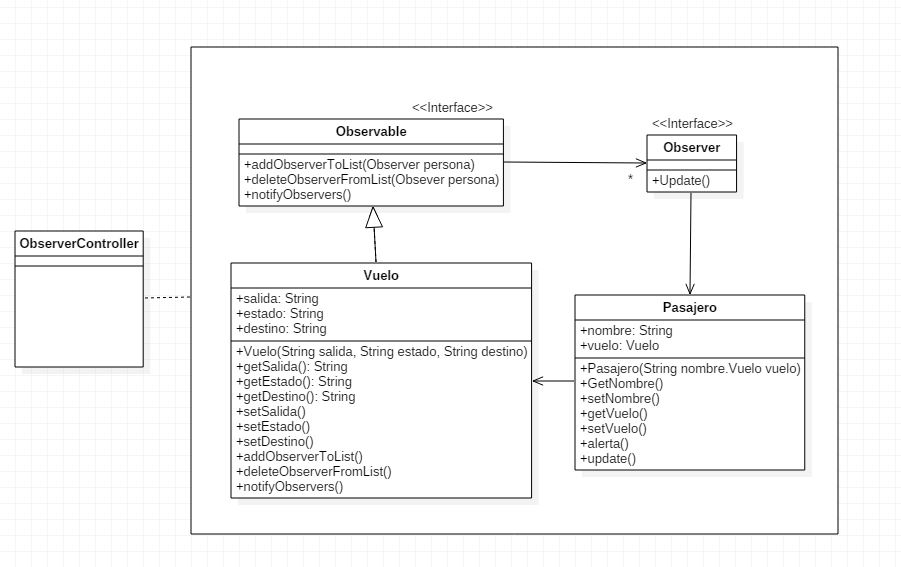 <<Interface>>
Observable
+addObserverToList(Observer persona)
+deleteObserverFromList(Obsever persona)
+notifyObservers()
<<Interface>>
Observer
+Update()
*
ObserverController
Vuelo
+salida: String
+estado: String
+destino: String
+Vuelo(String salida, String estado, String destino)
+getSalida(): String
+getEstado(): String
+getDestino(): String
+setSalida()
+setEstado()
+setDestino()
+addObserverToList()
+deleteObserverFromList()
+notifyObservers()
Pasajero
+nombre: String
+vuelo: Vuelo
+Pasajero(String nombre.Vuelo vuelo)
+GetNombre()
+setNombre()
+getVuelo()
+setVuelo()
+alerta()
+update()